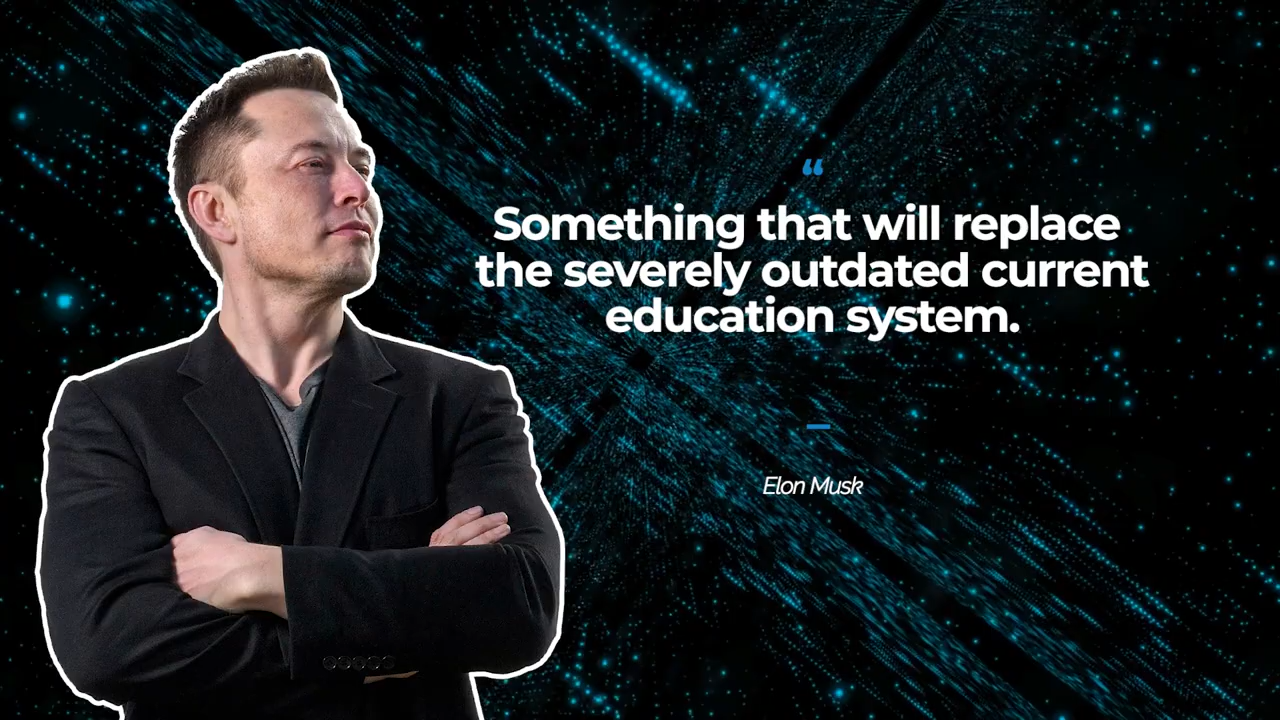 “
Something that will replace
the severely outdated current
education system.
Elon Musk